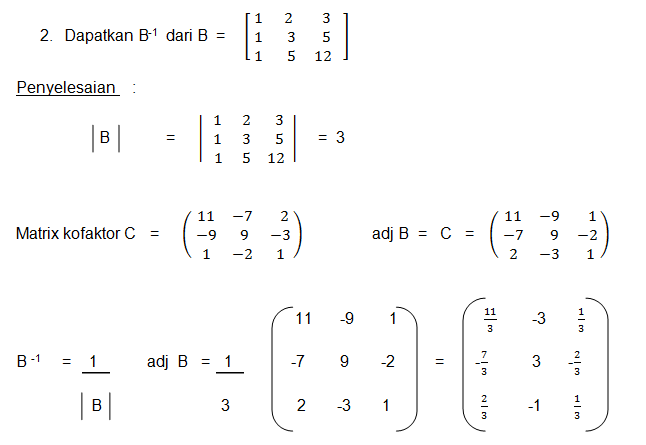 2. Dapatkan B-1 dari B = [1 2 3
1 3 5
1 5 12]
Penyelesaian :
|B| = |1 2 3
1 3 5
1 5 12| = 3
Matrix kofaktor C = (11 −7 2
−9 9 −3
1 −2 1)
adj B = C = (11 −9 1
−7 9 −2
2 −3 1)
B -1 = 1 / |B| adj B = 1 / 3
(11 -9 1
-7 9 -2
2 -3 1)
= (11/3 -3 1/3
-7/3 3 -2/3
2/3 -1 1/3)